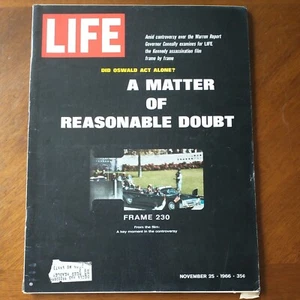 LIFE
Amid controversy over the Warren Report
Governor Connally examines for LIFE
the Kennedy assassination film
frame by frame
DID OSWALD ACT ALONE?
A MATTER
OF
REASONABLE DOUBT
FRAME 230
From the film:
A key moment in the controversy
NOVEMBER 25 · 1966 · 35¢